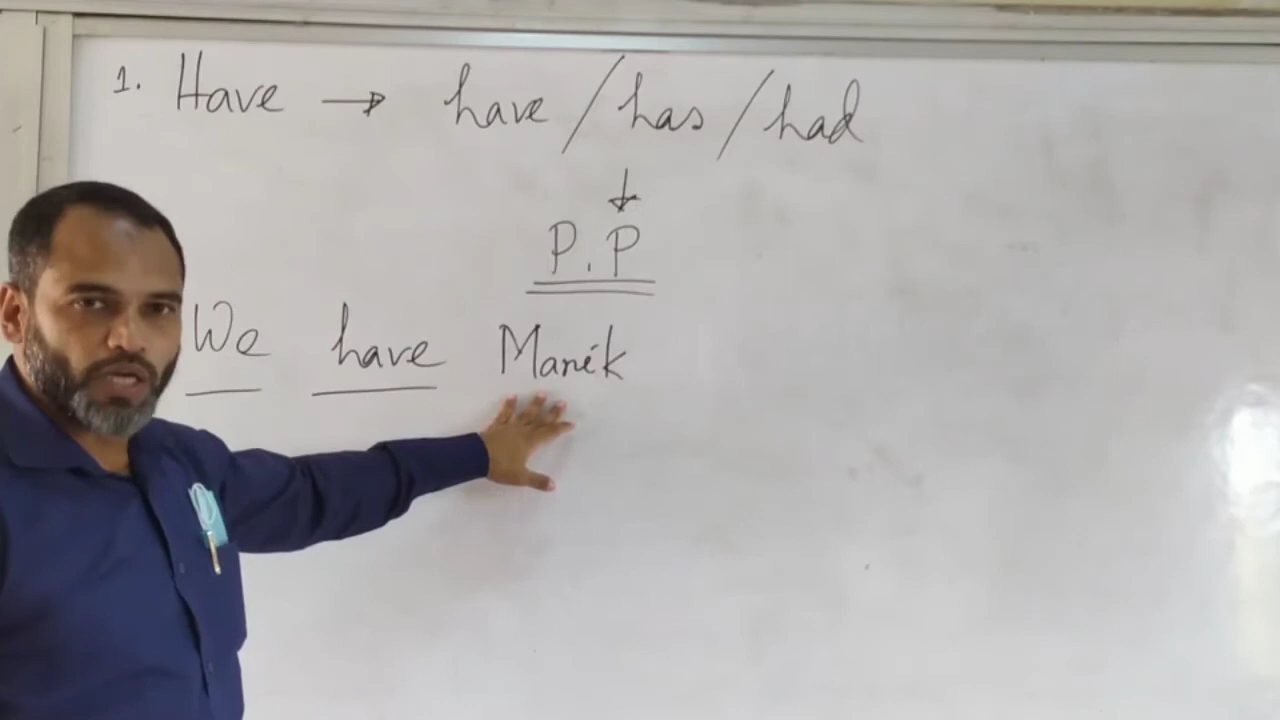 1. Have → have / has / had
↓
P.P
We have Manik